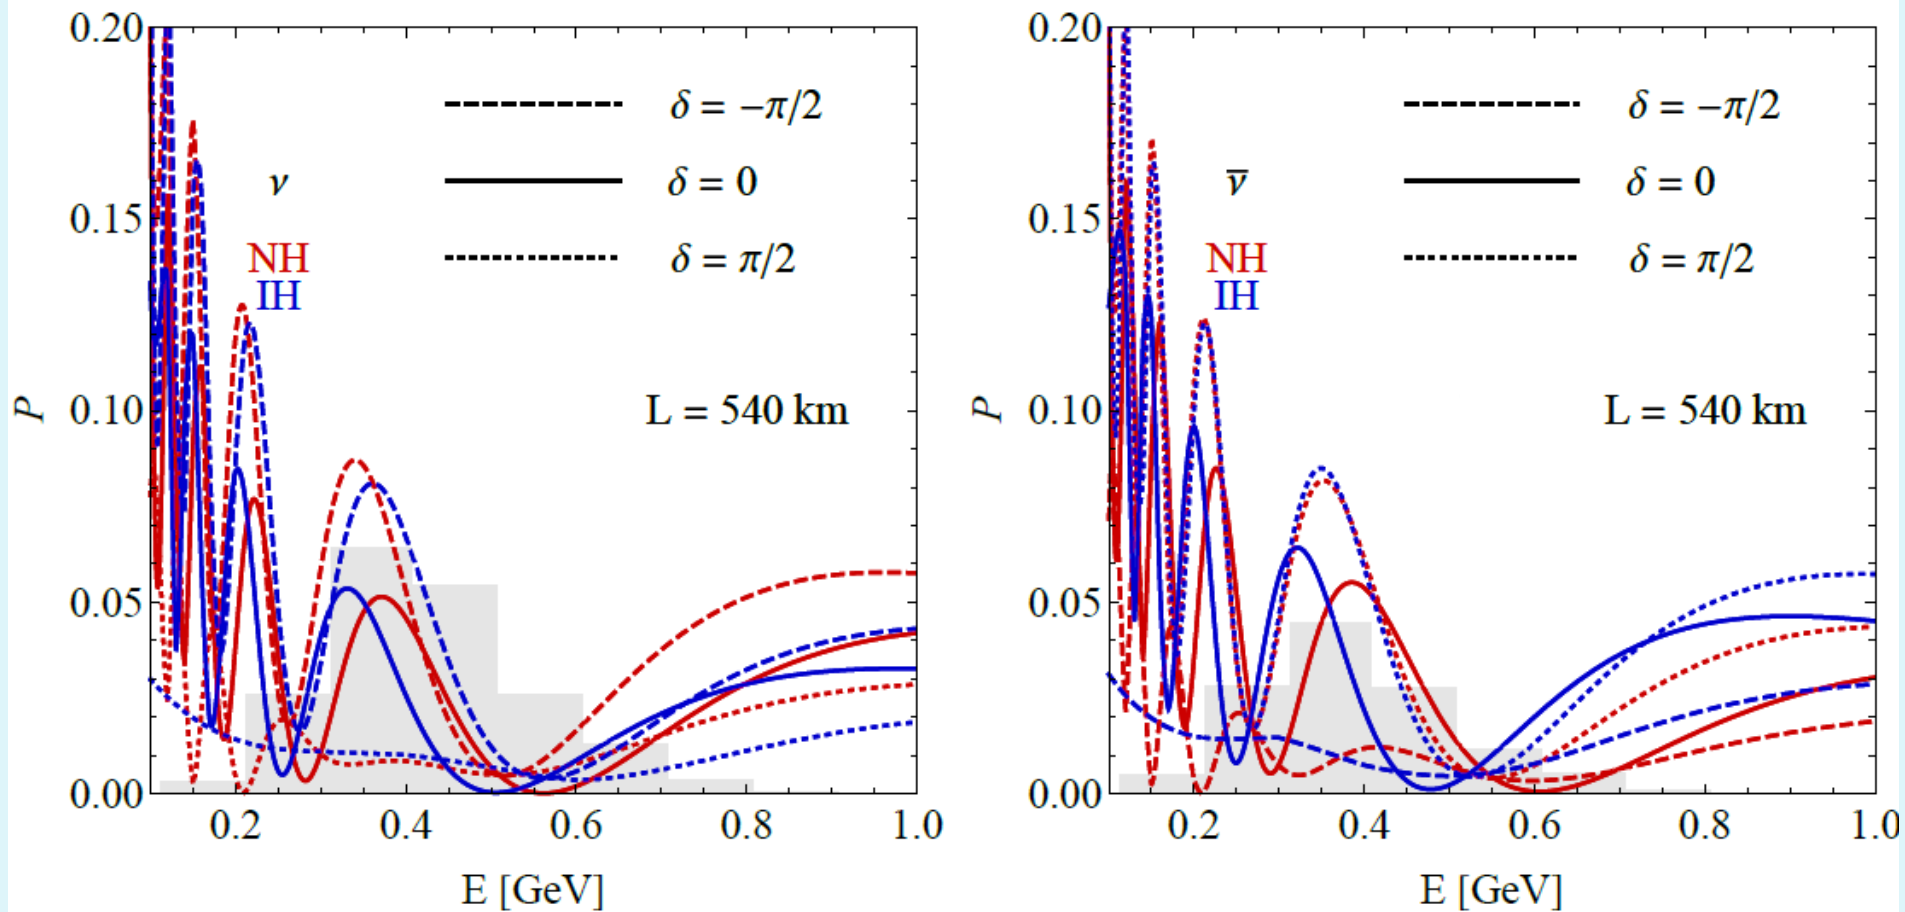 0.20
0.15
0.10
0.05
0.00
P
0.2 0.4 0.6 0.8 1.0
E [GeV]
δ = −π/2
δ = 0
δ = π/2
ν
NH
IH
L = 540 km
0.20
0.15
0.10
0.05
0.00
P
0.2 0.4 0.6 0.8 1.0
E [GeV]
δ = −π/2
δ = 0
δ = π/2
ν̅
NH
IH
L = 540 km